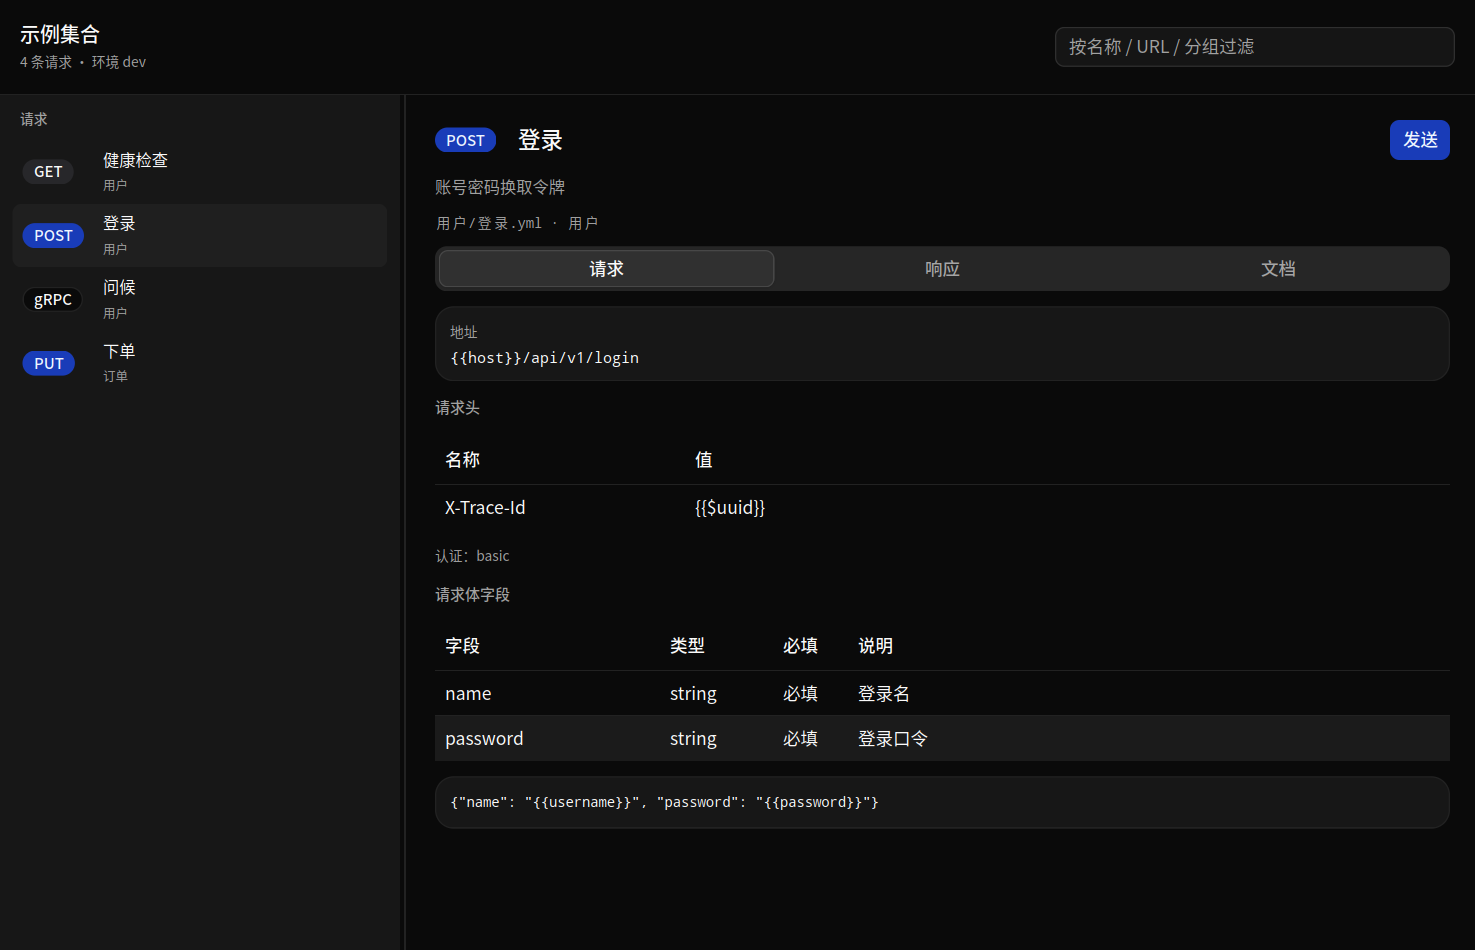 示例集合
4 条请求 • 环境 dev
按名称 / URL / 分组过滤
请求
GET
健康检查
用户
POST
登录
用户
gRPC
问候
用户
PUT
下单
订单
POST
登录
发送
账号密码换取令牌
用户/登录.yml · 用户
请求
响应
文档
地址
{{host}}/api/v1/login
请求头
名称 值
X-Trace-Id {{$uuid}}
认证：basic
请求体字段
字段 类型 必填 说明
name string 必填 登录名
password string 必填 登录口令
{"name": "{{username}}", "password": "{{password}}"}